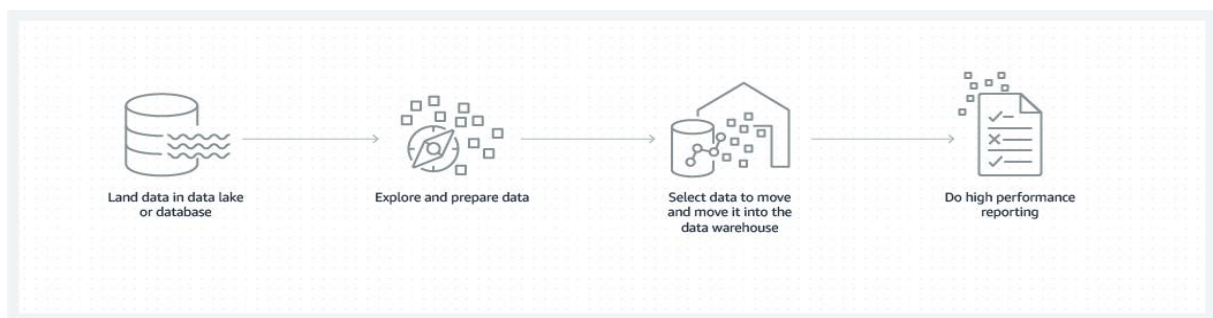 Land data in data lake
or database
Explore and prepare data
Select data to move
and move it into the
data warehouse
Do high performance
reporting